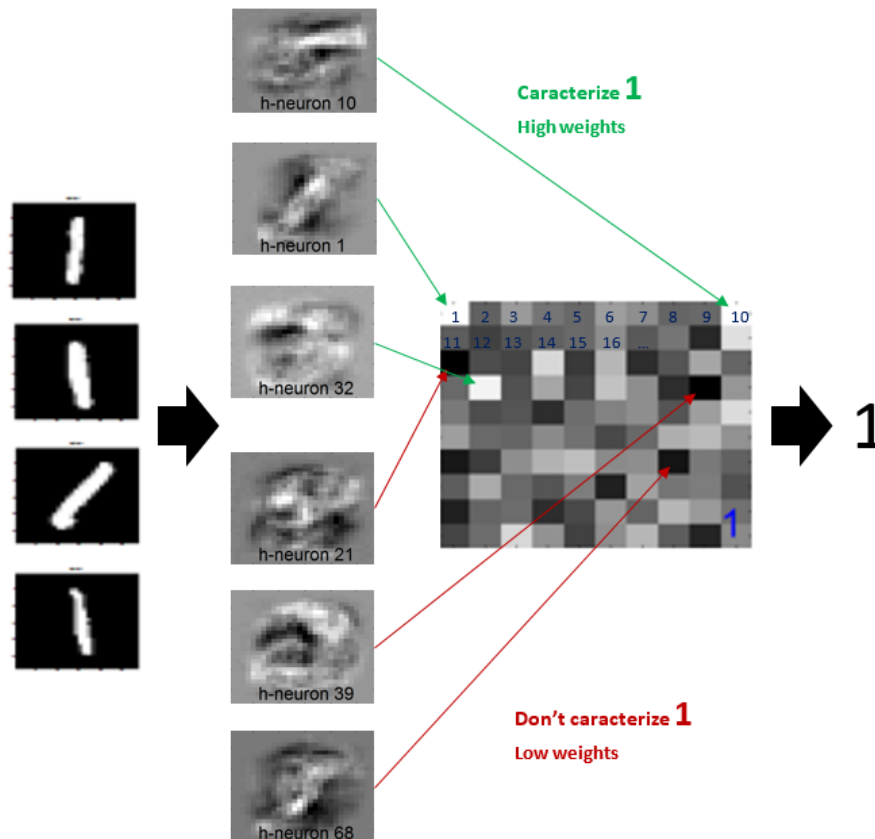 h-neuron 10
Caracterize 1
High weights
h-neuron 1
h-neuron 32
1 2 3 4 5 6 7 8 9 10
11 12 13 14 15 16 ...
1
1
h-neuron 21
h-neuron 39
Don't caracterize 1
Low weights
h-neuron 68